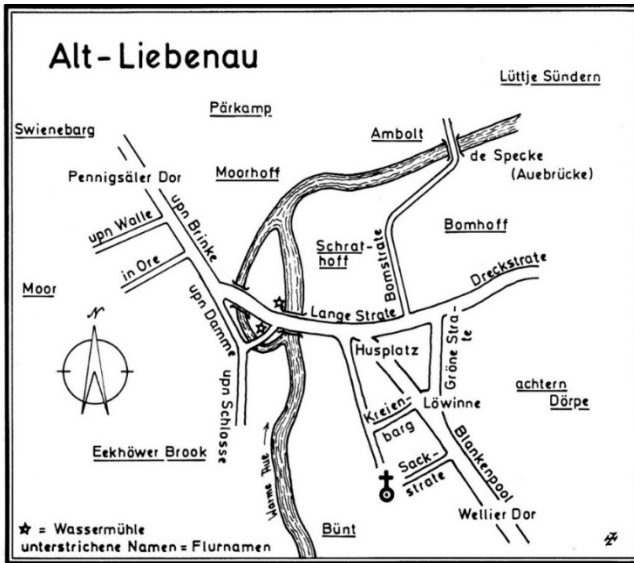 Alt-Liebenau
Lüttje Sündern
Pärkamp
Swienebarg
Ambolt
de Specke
(Auebrücke)
Pennigsäler Dor
Moorhoff
upn Walle
upn Brinke
Bomhoff
Schrat-
hoff
Bomstrate
in Ore
Dreckstrate
Moor
Lange Strate
upn Damme
Husplatz
Gröne Stra-
te
N
upn Schlosse
achtern
Dörpe
Kreien-
barg
Löwinne
Eekhöwer Brook
Warme Aue →
Sack-
strate
Blankenpool
Wellier Dor
☆ = Wassermühle
Bünt
unterstrichene Namen = Flurnamen